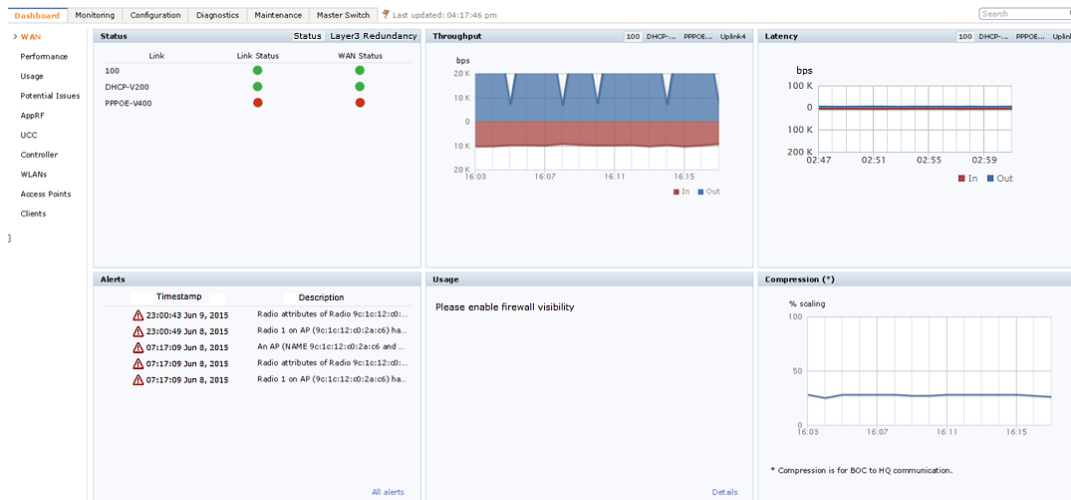 Dashboard Monitoring Configuration Diagnostics Maintenance Master Switch Last updated: 04:17:46 pm Search
WAN
Performance
Usage
Potential Issues
AppRF
UCC
Controller
WLANs
Access Points
Clients
Status Status Layer3 Redundancy
Link Link Status WAN Status
100
DHCP-V200
PPPOE-V400
Throughput 100 DHCP-... PPPOE... Uplink4
bps
20 K
10 K
0
10 K
20 K
16:03 16:07 16:11 16:15
In Out
Latency 100 DHCP-... PPPOE...
bps
100 K
0
100 K
200 K
02:47 02:51 02:55 02:59
In Out
Alerts
Timestamp Description
23:00:43 Jun 9, 2015 Radio attributes of Radio 9c:1c:12:c0:...
23:00:49 Jun 8, 2015 Radio 1 on AP (9c:1c:12:c0:2a:c6) ha...
07:17:09 Jun 8, 2015 An AP (NAME 9c:1c:12:c0:2a:c6 and ...
07:17:09 Jun 8, 2015 Radio attributes of Radio 9c:1c:12:c0:...
07:17:09 Jun 8, 2015 Radio 1 on AP (9c:1c:12:c0:2a:c6) ha...
All alerts
Usage
Please enable firewall visibility
Details
Compression (*)
% scaling
100
50
0
16:03 16:07 16:11 16:15
* Compression is for BOC to HQ communication.